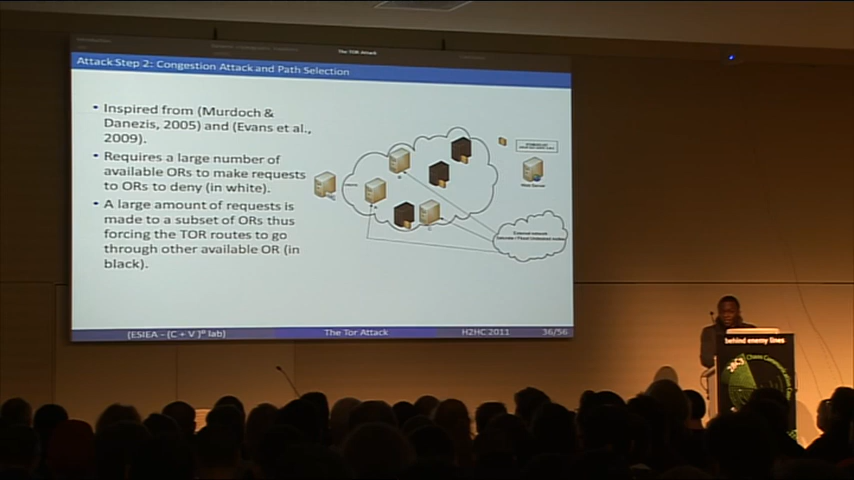 The TOR Attack
Attack Step 2: Congestion Attack and Path Selection
• Inspired from (Murdoch &
Danezis, 2005) and (Evans et al.,
2009).
• Requires a large number of
available ORs to make requests
to ORs to deny (in white).
• A large amount of requests is
made to a subset of ORs thus
forcing the TOR routes to go
through other available OR (in
black).
Web Server
External network
(ESIEA - (C + V)
lab)
The Tor Attack
H2HC 2011
36/56
behind enemy lines